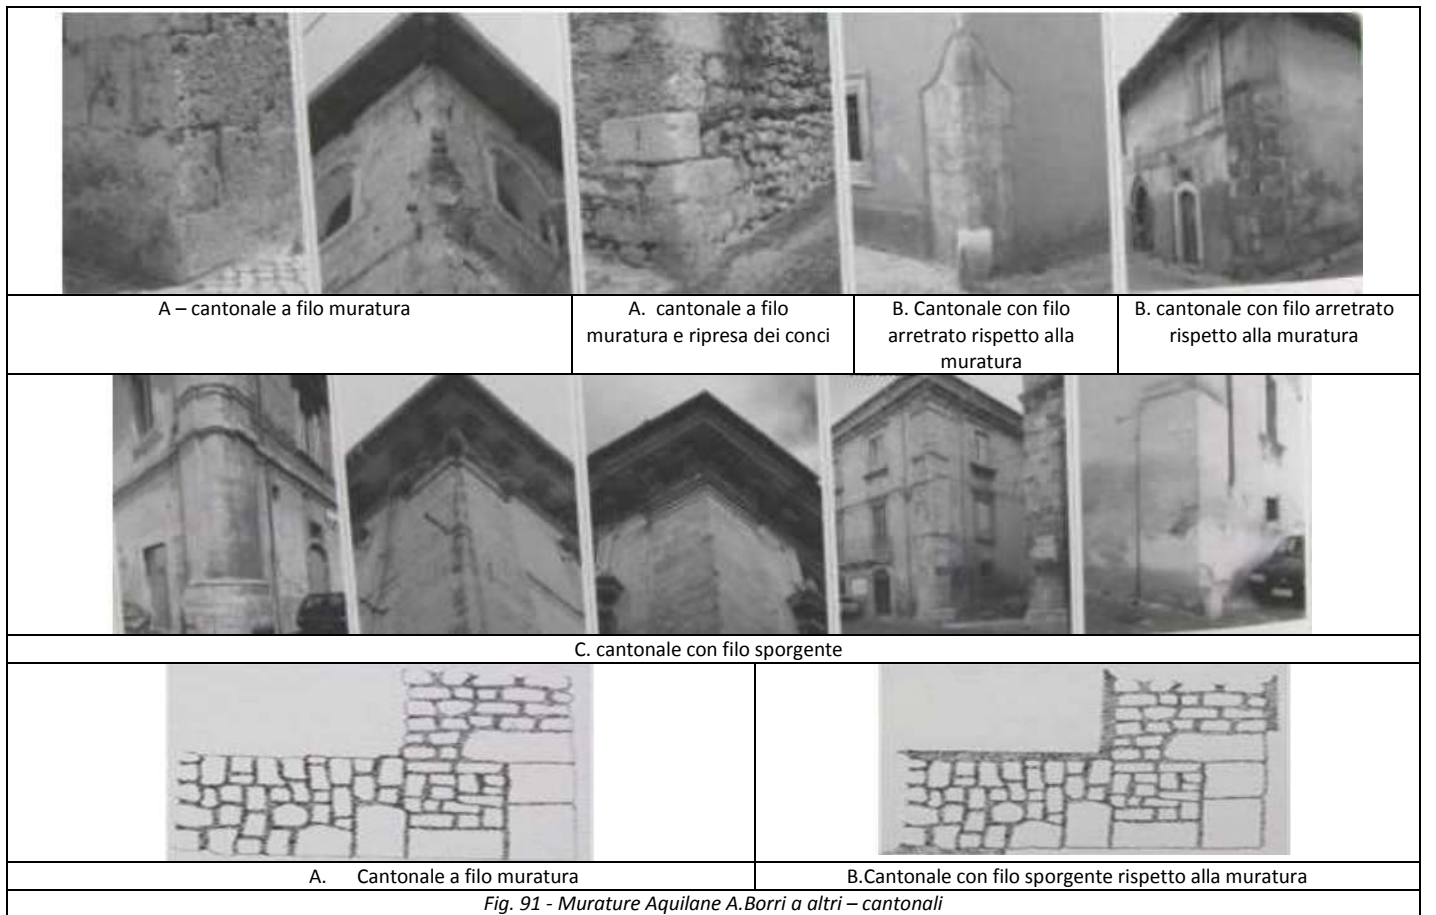 A – cantonale a filo muratura
A. cantonale a filo
muratura e ripresa dei conci
B. Cantonale con filo
arretrato rispetto alla
muratura
B. cantonale con filo arretrato
rispetto alla muratura
C. cantonale con filo sporgente
A. Cantonale a filo muratura
B.Cantonale con filo sporgente rispetto alla muratura
Fig. 91 - Murature Aquilane A.Borri a altri – cantonali